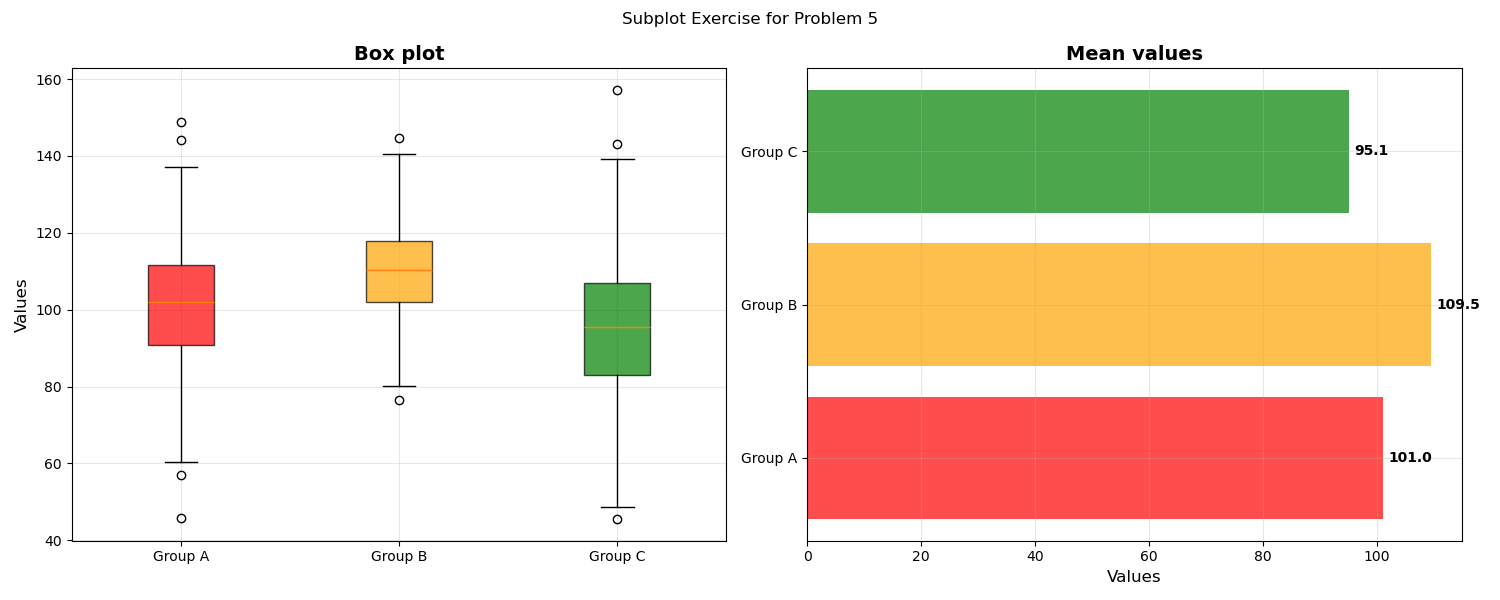 Subplot Exercise for Problem 5
Box plot
Values
160
140
120
100
80
60
40
Group A
Group B
Group C
Mean values
Group C
Group B
Group A
95.1
109.5
101.0
0
20
40
60
80
100
Values